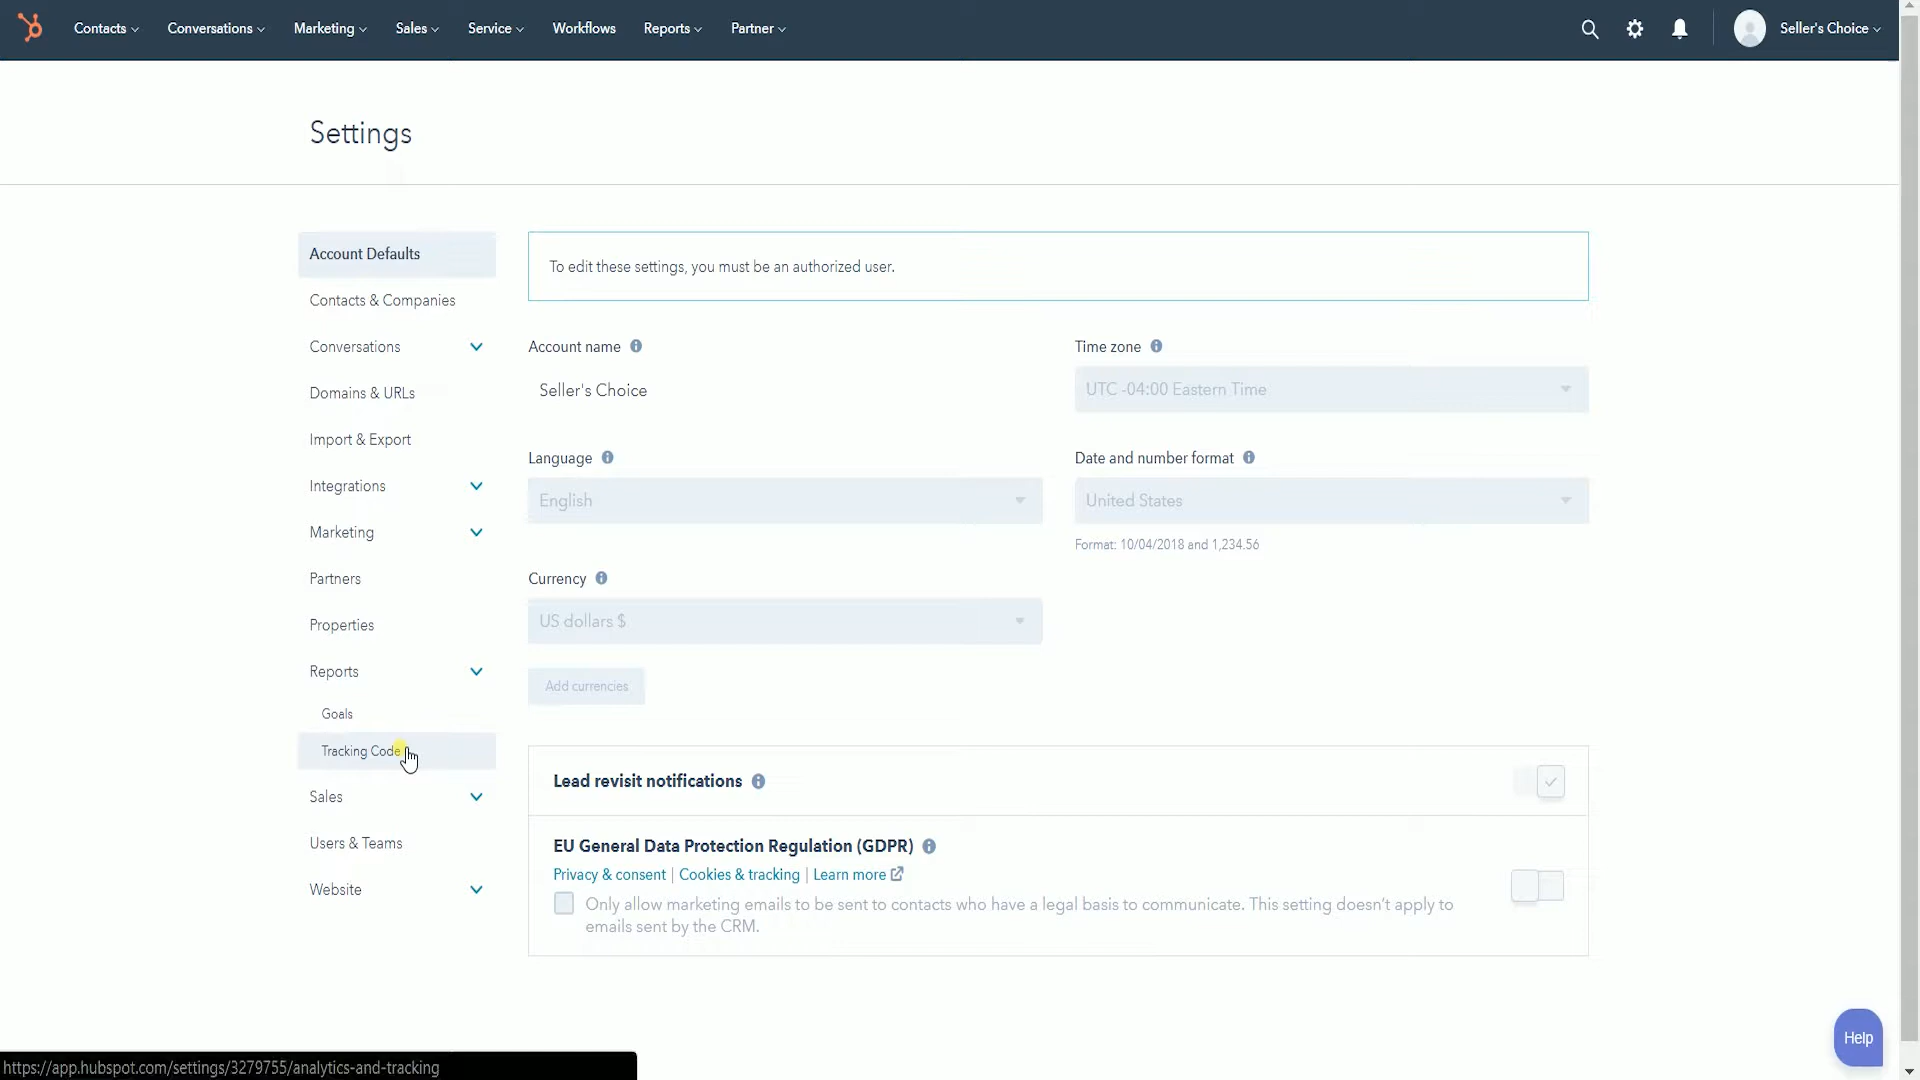 Contacts
Conversations
Marketing
Sales
Service
Workflows
Reports
Partner
Seller's Choice
Settings
Account Defaults
Contacts & Companies
Conversations
Domains & URLs
Import & Export
Integrations
Marketing
Partners
Properties
Reports
Goals
Tracking Code
Sales
Users & Teams
Website
To edit these settings, you must be an authorized user.
Account name
Seller's Choice
Time zone
UTC -04:00 Eastern Time
Language
English
Date and number format
United States
Format: 10/04/2018 and 1,234.56
Currency
US dollars $
Add currencies
Lead revisit notifications
EU General Data Protection Regulation (GDPR)
Privacy & consent | Cookies & tracking | Learn more
Only allow marketing emails to be sent to contacts who have a legal basis to communicate. This setting doesn't apply to
emails sent by the CRM.
Help
https://app.hubspot.com/settings/3279755/analytics-and-tracking